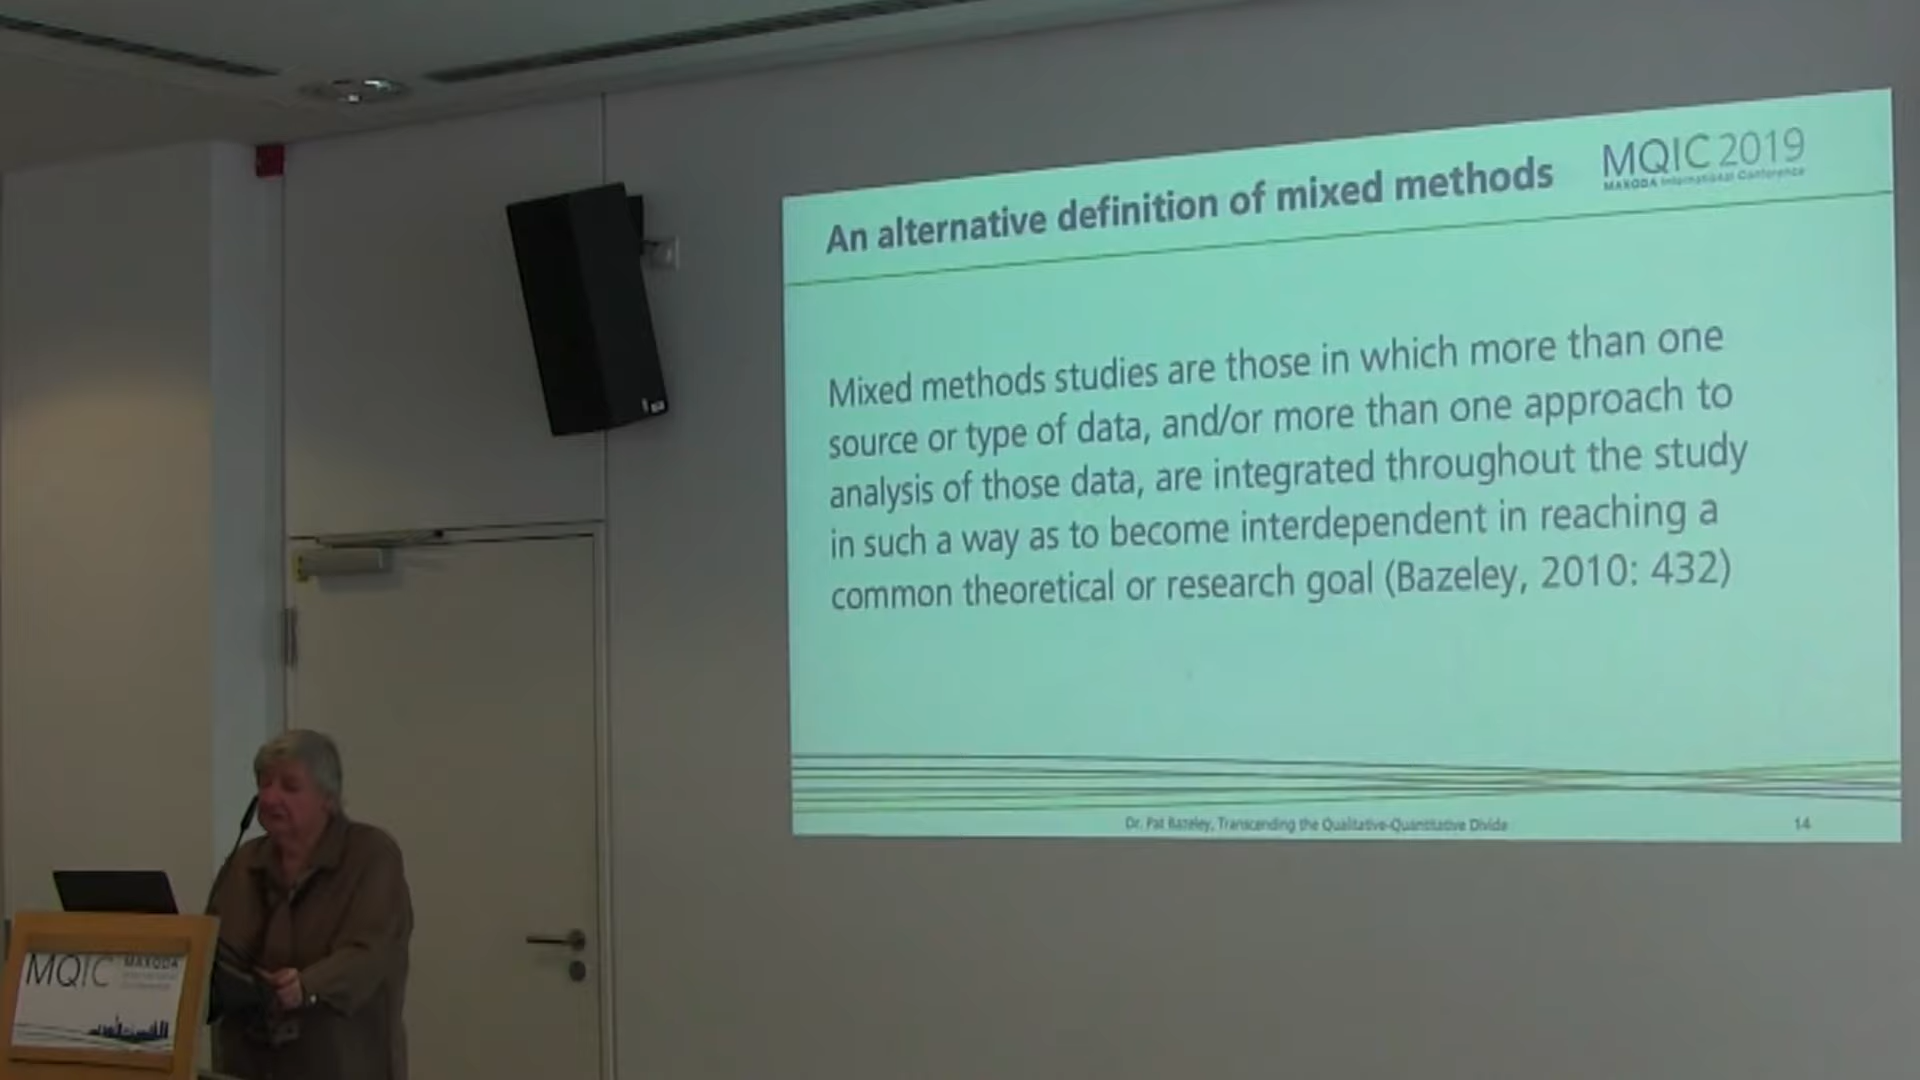 An alternative definition of mixed methods
MQIC 2019
MAXQDA International Conference
Mixed methods studies are those in which more than one
source or type of data, and/or more than one approach to
analysis of those data, are integrated throughout the study
in such a way as to become interdependent in reaching a
common theoretical or research goal (Bazeley, 2010: 432)
Dr. Pat Bazeley, Transcending the Qualitative-Quantitative Divide
14
MQIC
MAXQDA
International
Conference